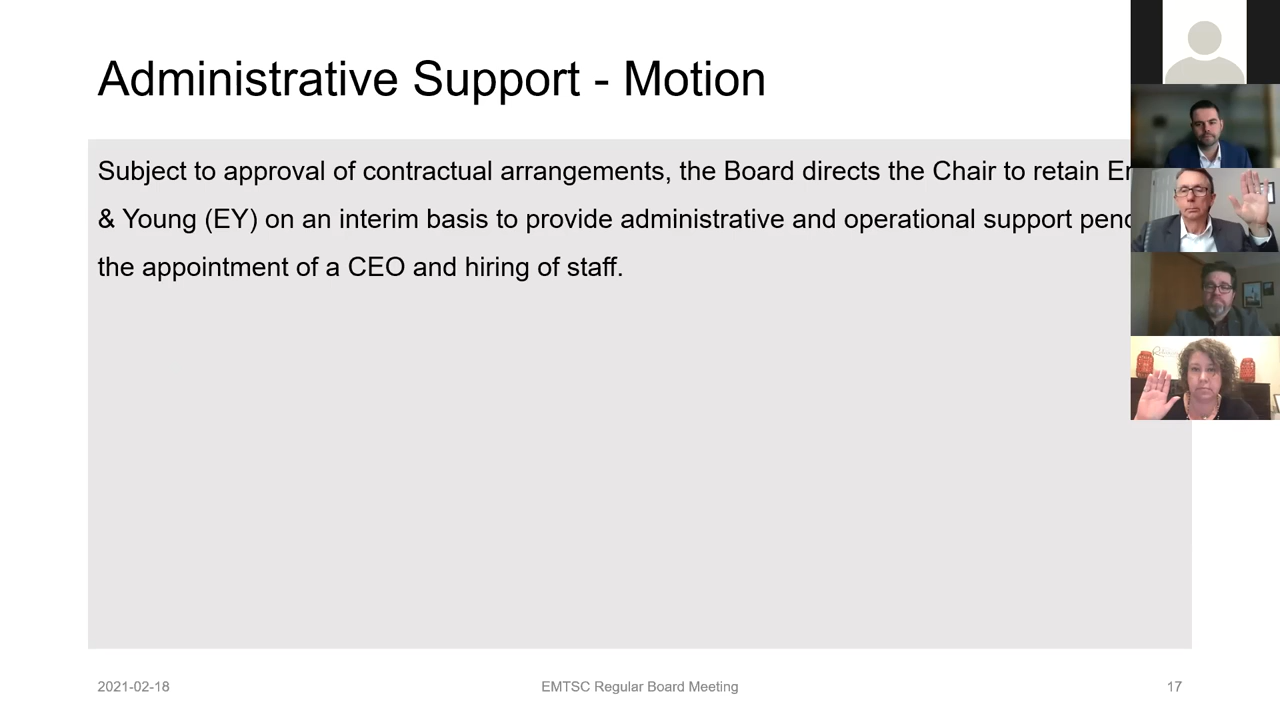 Administrative Support - Motion
Subject to approval of contractual arrangements, the Board directs the Chair to retain
& Young (EY) on an interim basis to provide administrative and operational support
the appointment of a CEO and hiring of staff.
2021-02-18
EMTSC Regular Board Meeting
17